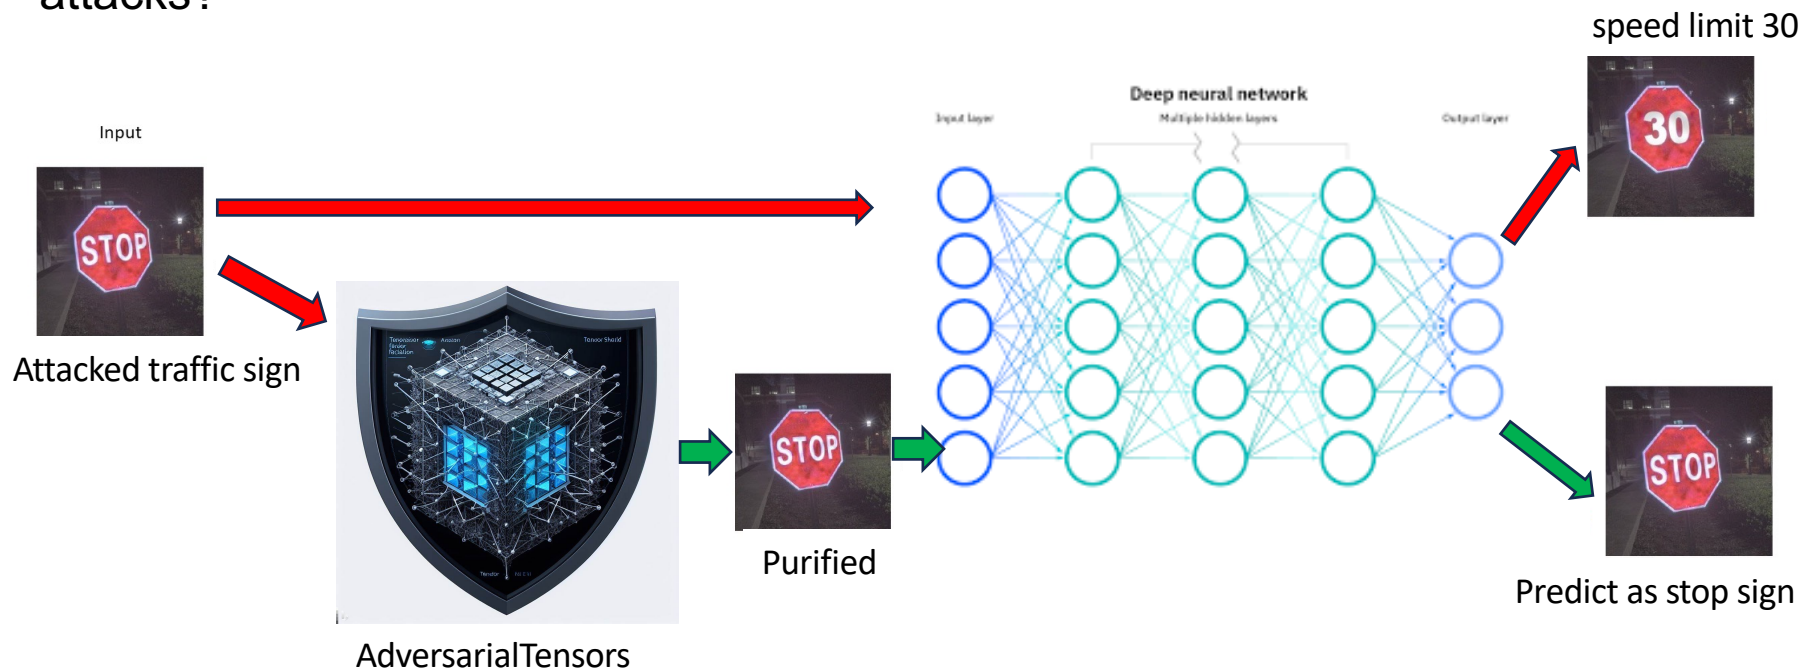 attacks?
speed limit 30
Deep neural network
Input layer
Multiple hidden layers
Output layer
Input
30
STOP
Tensor Shield
Attacked traffic sign
STOP
STOP
Purified
Predict as stop sign
AdversarialTensors